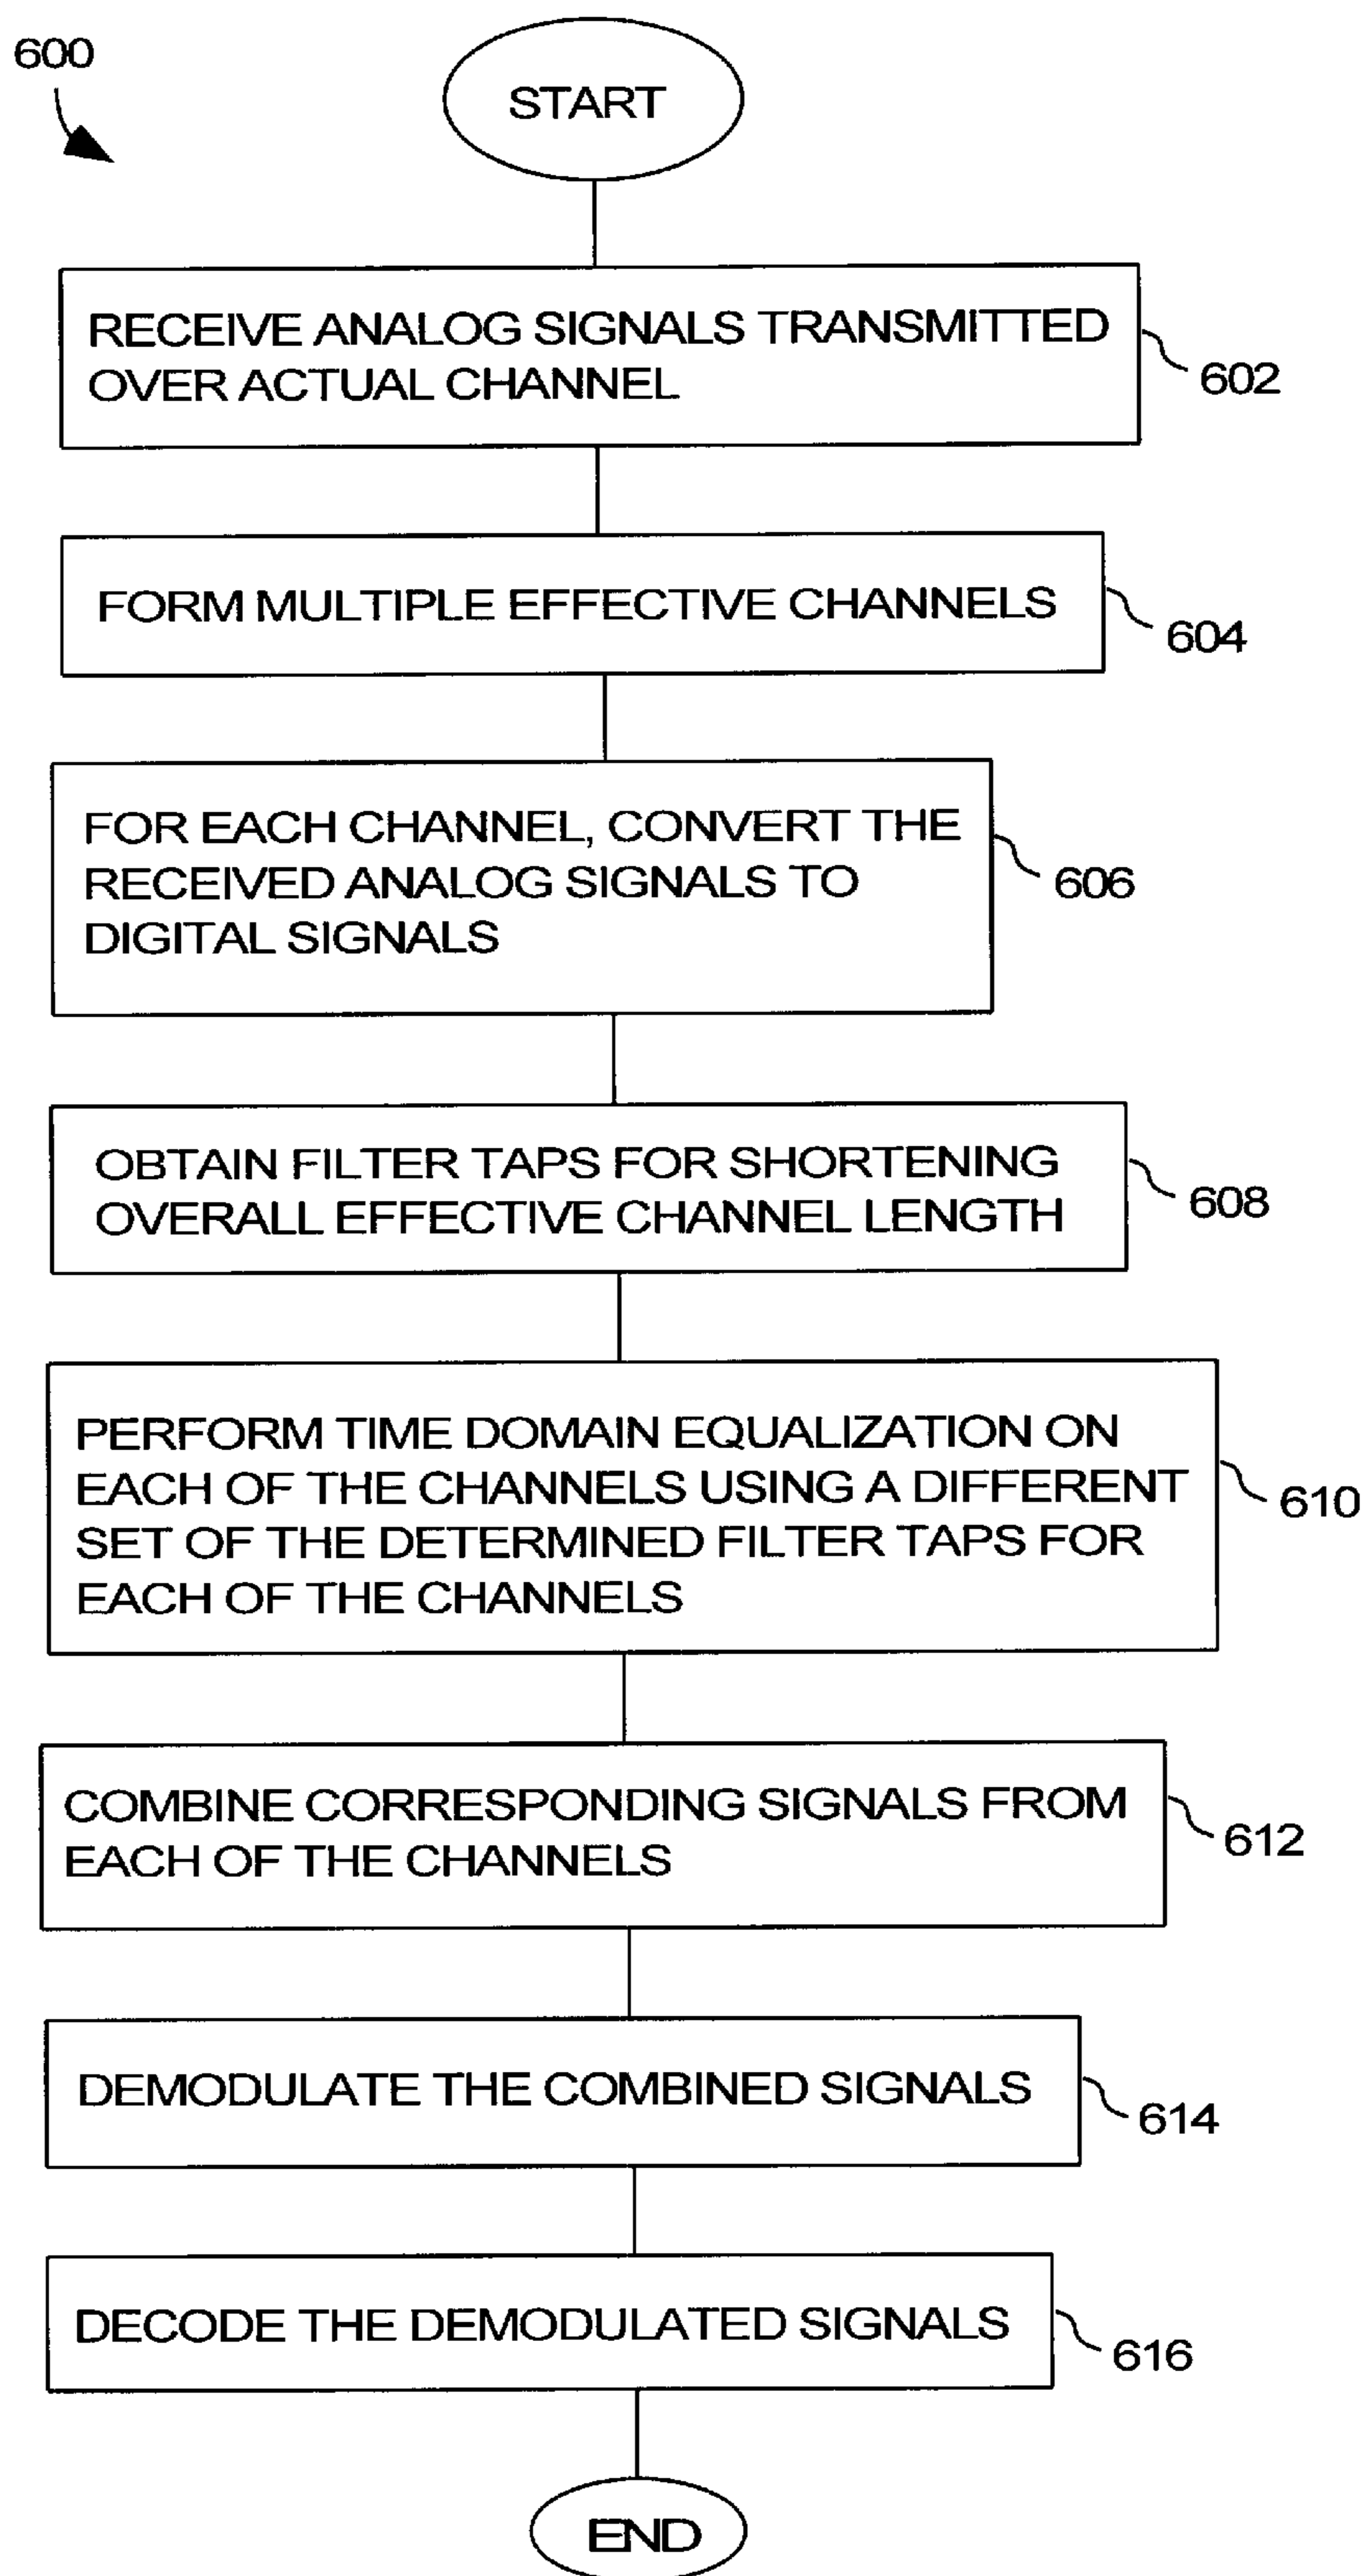 600
START
RECEIVE ANALOG SIGNALS TRANSMITTED
OVER ACTUAL CHANNEL
602
FORM MULTIPLE EFFECTIVE CHANNELS
604
FOR EACH CHANNEL, CONVERT THE
RECEIVED ANALOG SIGNALS TO
DIGITAL SIGNALS
606
OBTAIN FILTER TAPS FOR SHORTENING
OVERALL EFFECTIVE CHANNEL LENGTH
608
PERFORM TIME DOMAIN EQUALIZATION ON
EACH OF THE CHANNELS USING A DIFFERENT
SET OF THE DETERMINED FILTER TAPS FOR
EACH OF THE CHANNELS
610
COMBINE CORRESPONDING SIGNALS FROM
EACH OF THE CHANNELS
612
DEMODULATE THE COMBINED SIGNALS
614
DECODE THE DEMODULATED SIGNALS
616
END